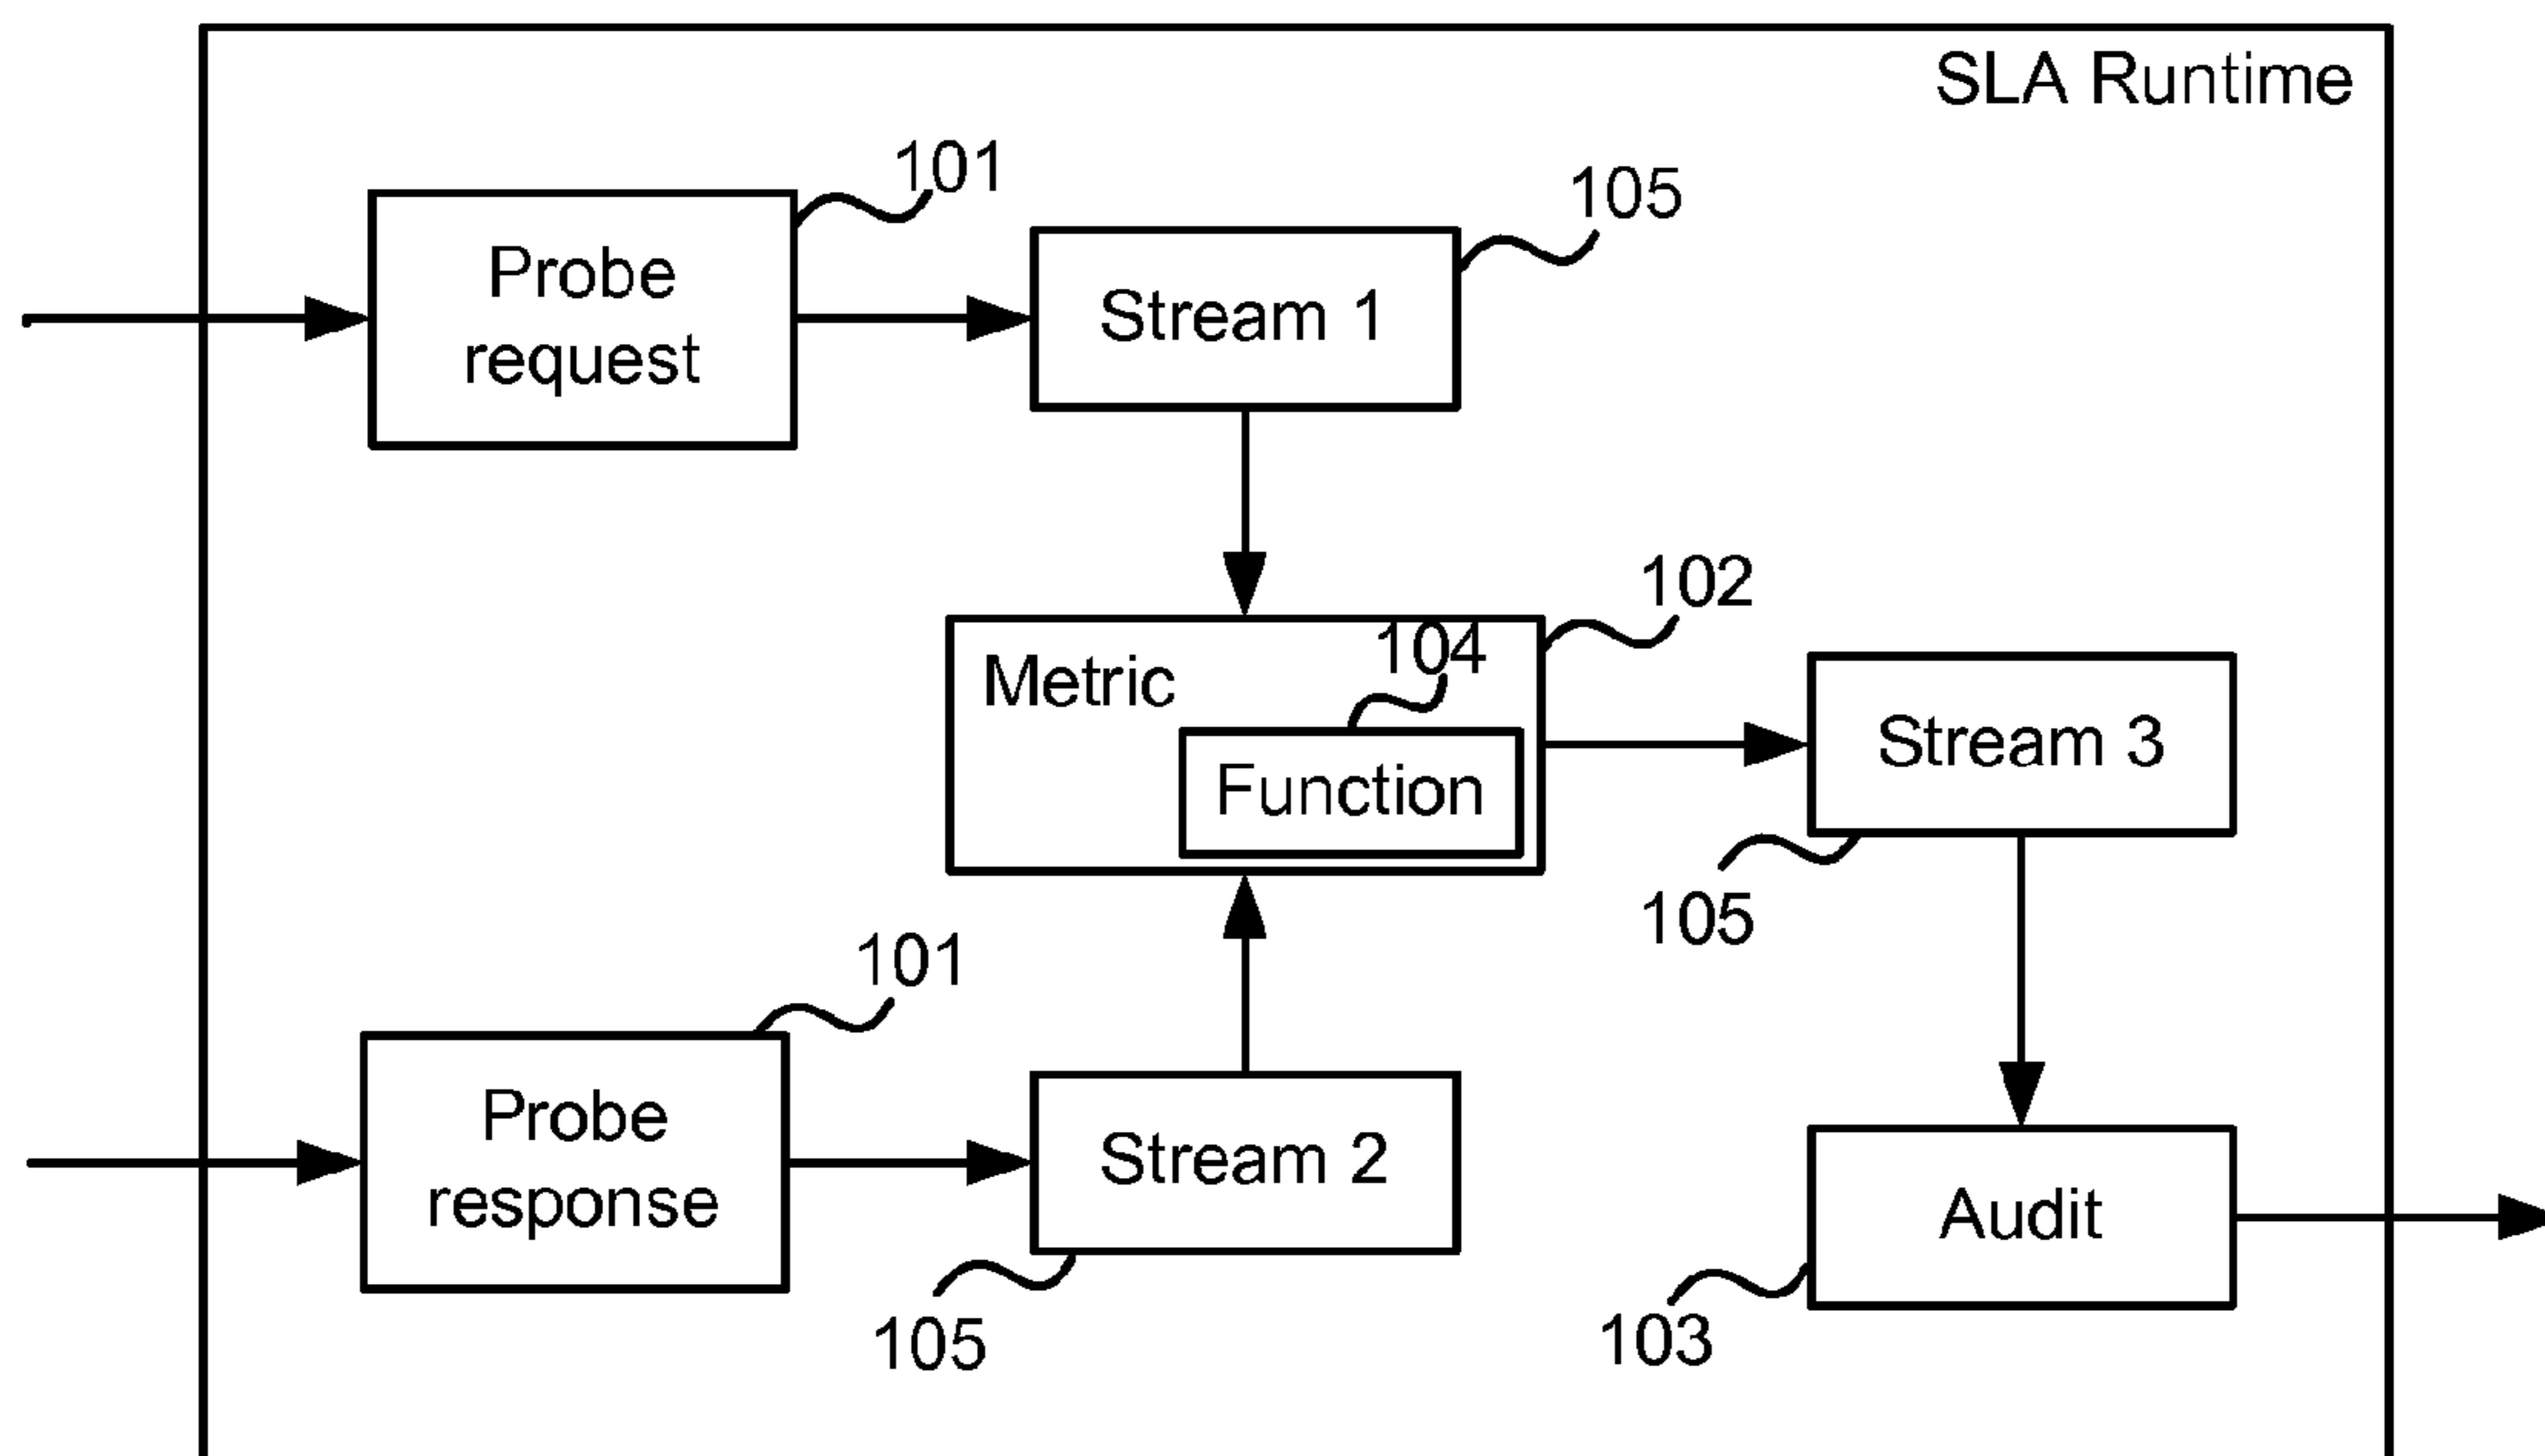 SLA Runtime
101
Probe
request
105
Stream 1
102
104
Metric
Function
Stream 3
105
101
Probe
response
Stream 2
105
Audit
103